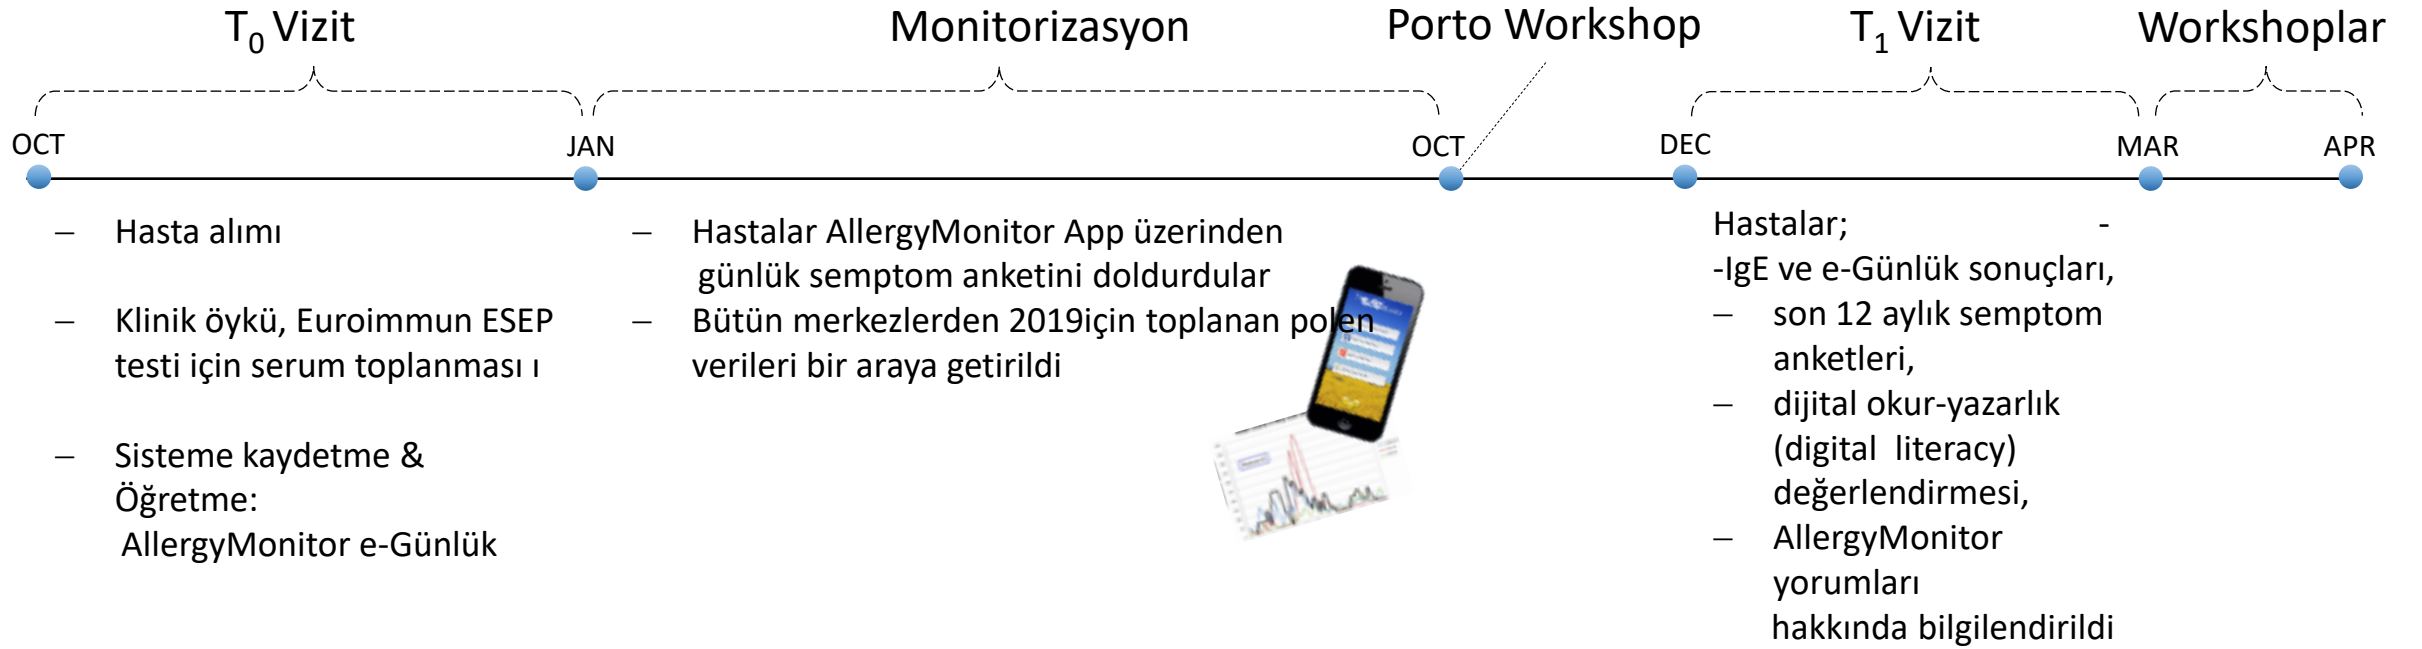 T0 Vizit
Monitorizasyon
Porto Workshop
T1 Vizit
Workshoplar
OCT
JAN
OCT
DEC
MAR
APR
– Hasta alımı
– Klinik öykü, Euroimmun ESEP
testi için serum toplanması ı
– Sisteme kaydetme &
Öğretme:
AllergyMonitor e-Günlük
– Hastalar AllergyMonitor App üzerinden
günlük semptom anketini doldurdular
– Bütün merkezlerden 2019için toplanan polen
verileri bir araya getirildi
Hastalar; -
-IgE ve e-Günlük sonuçları,
– son 12 aylık semptom
anketleri,
– dijital okur-yazarlık
(digital literacy)
değerlendirmesi,
– AllergyMonitor
yorumları
hakkında bilgilendirildi